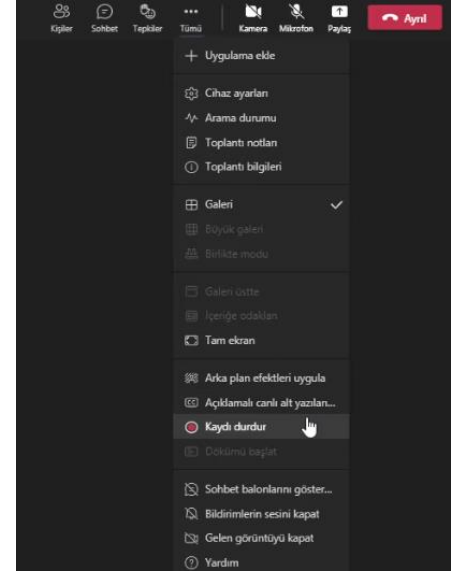 Kişiler Sohbet Tepkiler Tümü Kamera Mikrofon Paylaş Ayrıl
Uygulama ekle
Cihaz ayarları
Arama durumu
Toplantı notları
Toplantı bilgileri
Galeri
Büyük galeri
Birlikte modu
Galeri üstte
İçeriğe odaklan
Tam ekran
Arka plan efektleri uygula
CC Açıklamalı canlı alt yazılan...
Kaydı durdur
Dökümü başlat
Sohbet balonlarını göster...
Bildirimlerin sesini kapat
Gelen görüntüyü kapat
Yardım